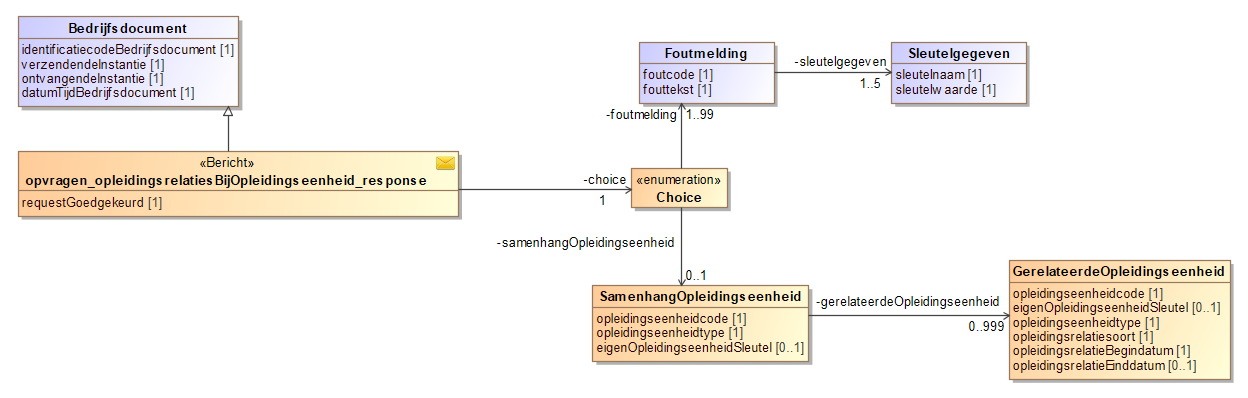 Bedrijfsdocument
identificatiecodeBedrijfsdocument [1]
verzendendeInstantie [1]
ontvangendeInstantie [1]
datumTijdBedrijfsdocument [1]
«Bericht»
opvragen_opleidingsrelatiesBijOpleidingseenheid_response
requestGoedgekeurd [1]
-choice
1
«enumeration»
Choice
-foutmelding
1..99
Foutmelding
foutcode [1]
fouttekst [1]
-sleutelgegeven
1..5
Sleutelgegeven
sleutelnaam [1]
sleutelwaarde [1]
-samenhangOpleidingseenheid
0..1
SamenhangOpleidingseenheid
opleidingseenheidcode [1]
opleidingseenheidtype [1]
eigenOpleidingseenheidSleutel [0..1]
-gerelateerdeOpleidingseenheid
0..999
GerelateerdeOpleidingseenheid
opleidingseenheidcode [1]
eigenOpleidingseenheidSleutel [0..1]
opleidingseenheidtype [1]
opleidingsrelatiesoort [1]
opleidingsrelatieBegindatum [1]
opleidingsrelatieEinddatum [0..1]